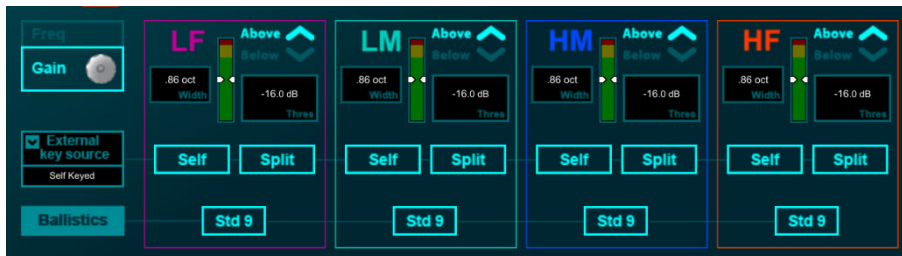 Freq
Gain
External
key source
Self Keyed
Ballistics
LF
Above
Below
.86 oct
Width
-16.0 dB
Thres
Self
Split
Std 9
LM
Above
Below
.86 oct
Width
-16.0 dB
Thres
Self
Split
Std 9
HM
Above
Below
.86 oct
Width
-16.0 dB
Thres
Self
Split
Std 9
HF
Above
Below
.86 oct
Width
-16.0 dB
Thres
Self
Split
Std 9